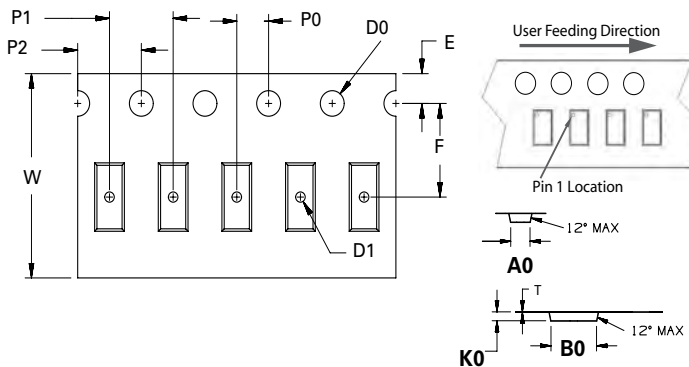 P1
P0
D0
E
P2
W
F
D1
User Feeding Direction
Pin 1 Location
12° MAX
A0
T
12° MAX
K0
B0